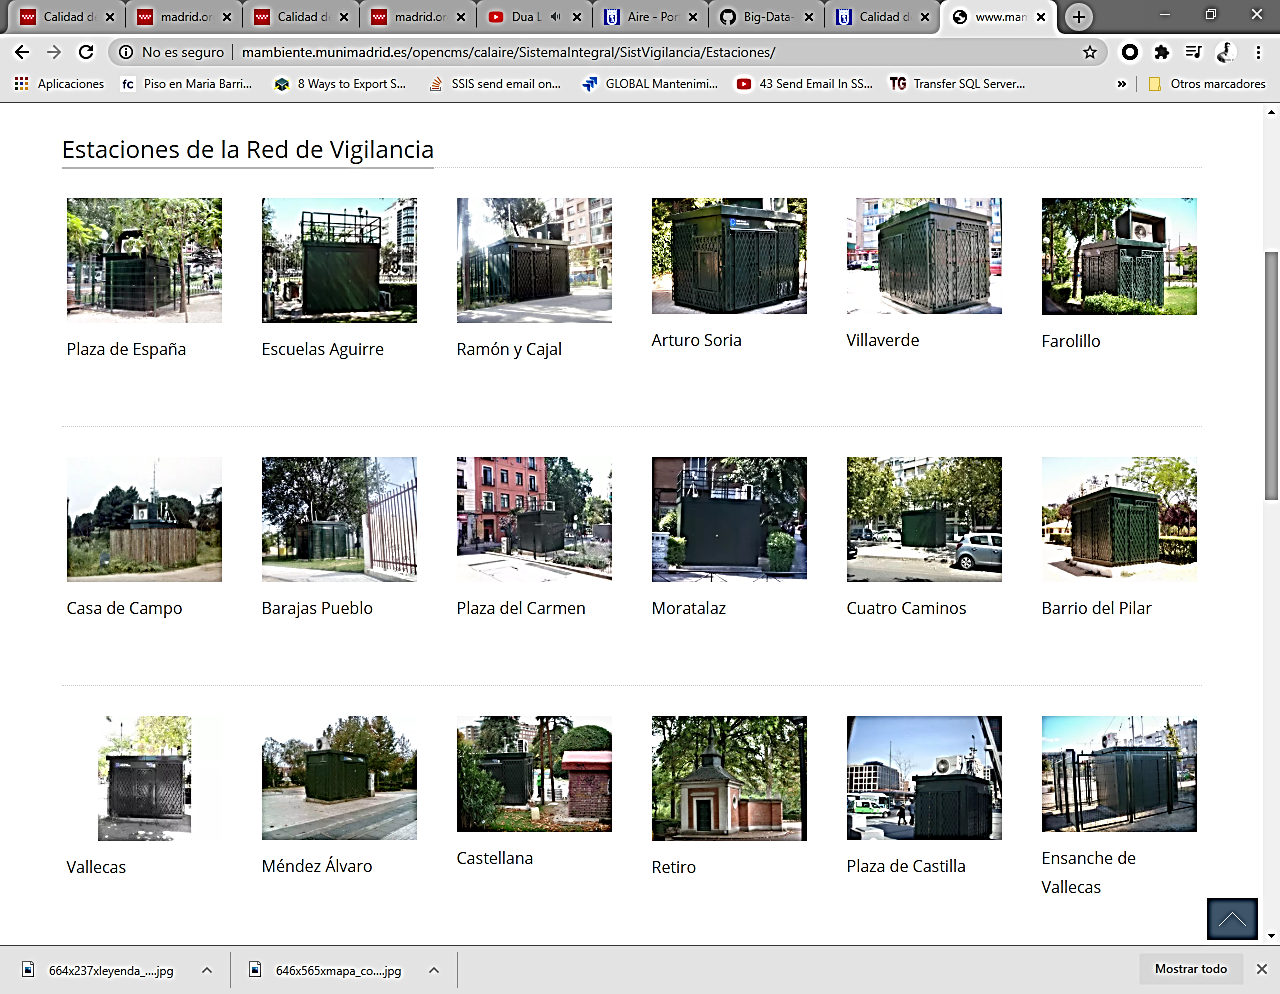 Calidad d
madrid.or
Calidad d
madrid.or
Dua L
Aire - Por
Big-Data-
Calidad d
www.man
No es seguro
mambiente.munimadrid.es/opencms/calaire/SistemaIntegral/SistVigilancia/Estaciones/
Aplicaciones
fc Piso en Maria Barri...
8 Ways to Export S...
SSIS send email on...
GLOBAL Mantenimi...
43 Send Email In SS...
TG Transfer SQL Server...
»
Otros marcadores
Estaciones de la Red de Vigilancia
Plaza de España
Escuelas Aguirre
Ramón y Cajal
Arturo Soria
Villaverde
Farolillo
Casa de Campo
Barajas Pueblo
Plaza del Carmen
Moratalaz
Cuatro Caminos
Barrio del Pilar
Vallecas
Méndez Álvaro
Castellana
Retiro
Plaza de Castilla
Ensanche de
Vallecas
664x237xleyenda_....jpg
646x565xmapa_co....jpg
Mostrar todo